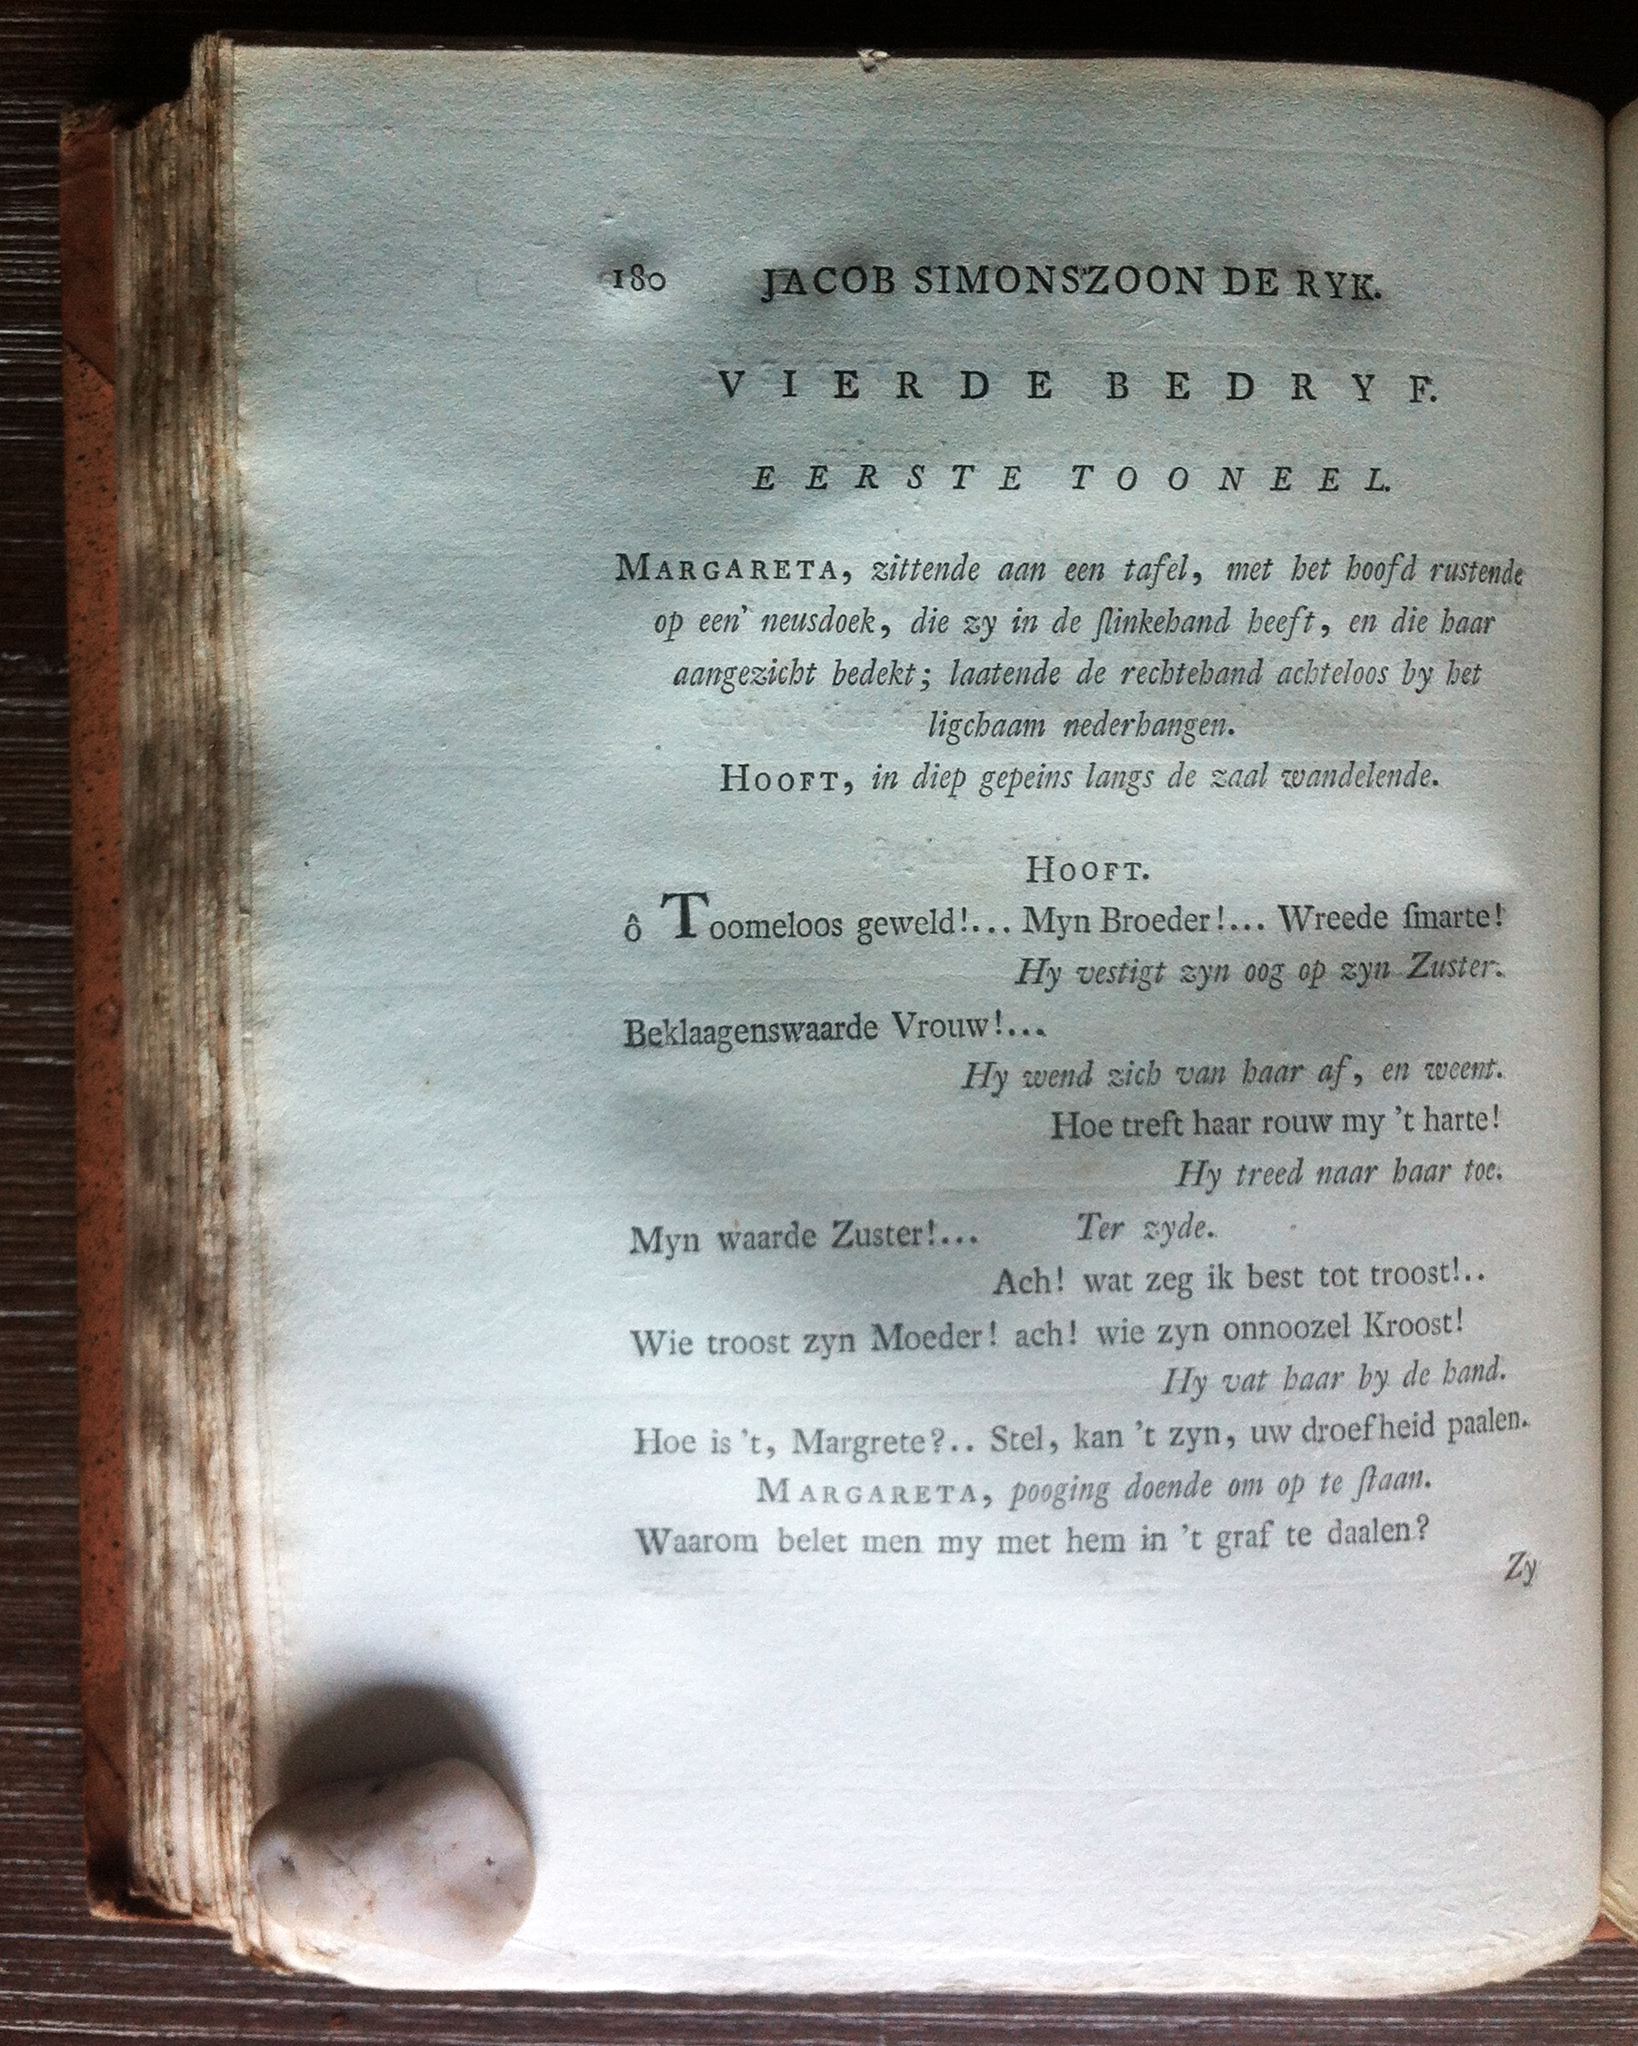 180 JACOB SIMONSZOON DE RYK.
VIERDE BEDRYF.
EERSTE TOONEEL.
MARGARETA, zittende aan een tafel, met het hoofd rustende
op een' neusdoek, die zy in de ſlinkehand heeft, en die haar
aangezicht bedekt; laatende de rechtehand achteloos by het
ligchaam nederhangen.
HOOFT, in diep gepeins langs de zaal wandelende.
HOOFT.
ô Toomeloos geweld!... Myn Broeder!... Wreede ſmarte!
Hy vestigt zyn oog op zyn Zuster.
Beklaagenswaarde Vrouw!...
Hy wend zich van haar af, en weent.
Hoe treft haar rouw my 't harte!
Hy treed naar haar toe.
Myn waarde Zuster!... Ter zyde.
Ach! wat zeg ik best tot troost!..
Wie troost zyn Moeder! ach! wie zyn onnoozel Kroost!
Hy vat haar by de hand.
Hoe is 't, Margrete?.. Stel, kan 't zyn, uw droefheid paalen.
MARGARETA, pooging doende om op te ſtaan.
Waarom belet men my met hem in 't graf te daalen?
Zy